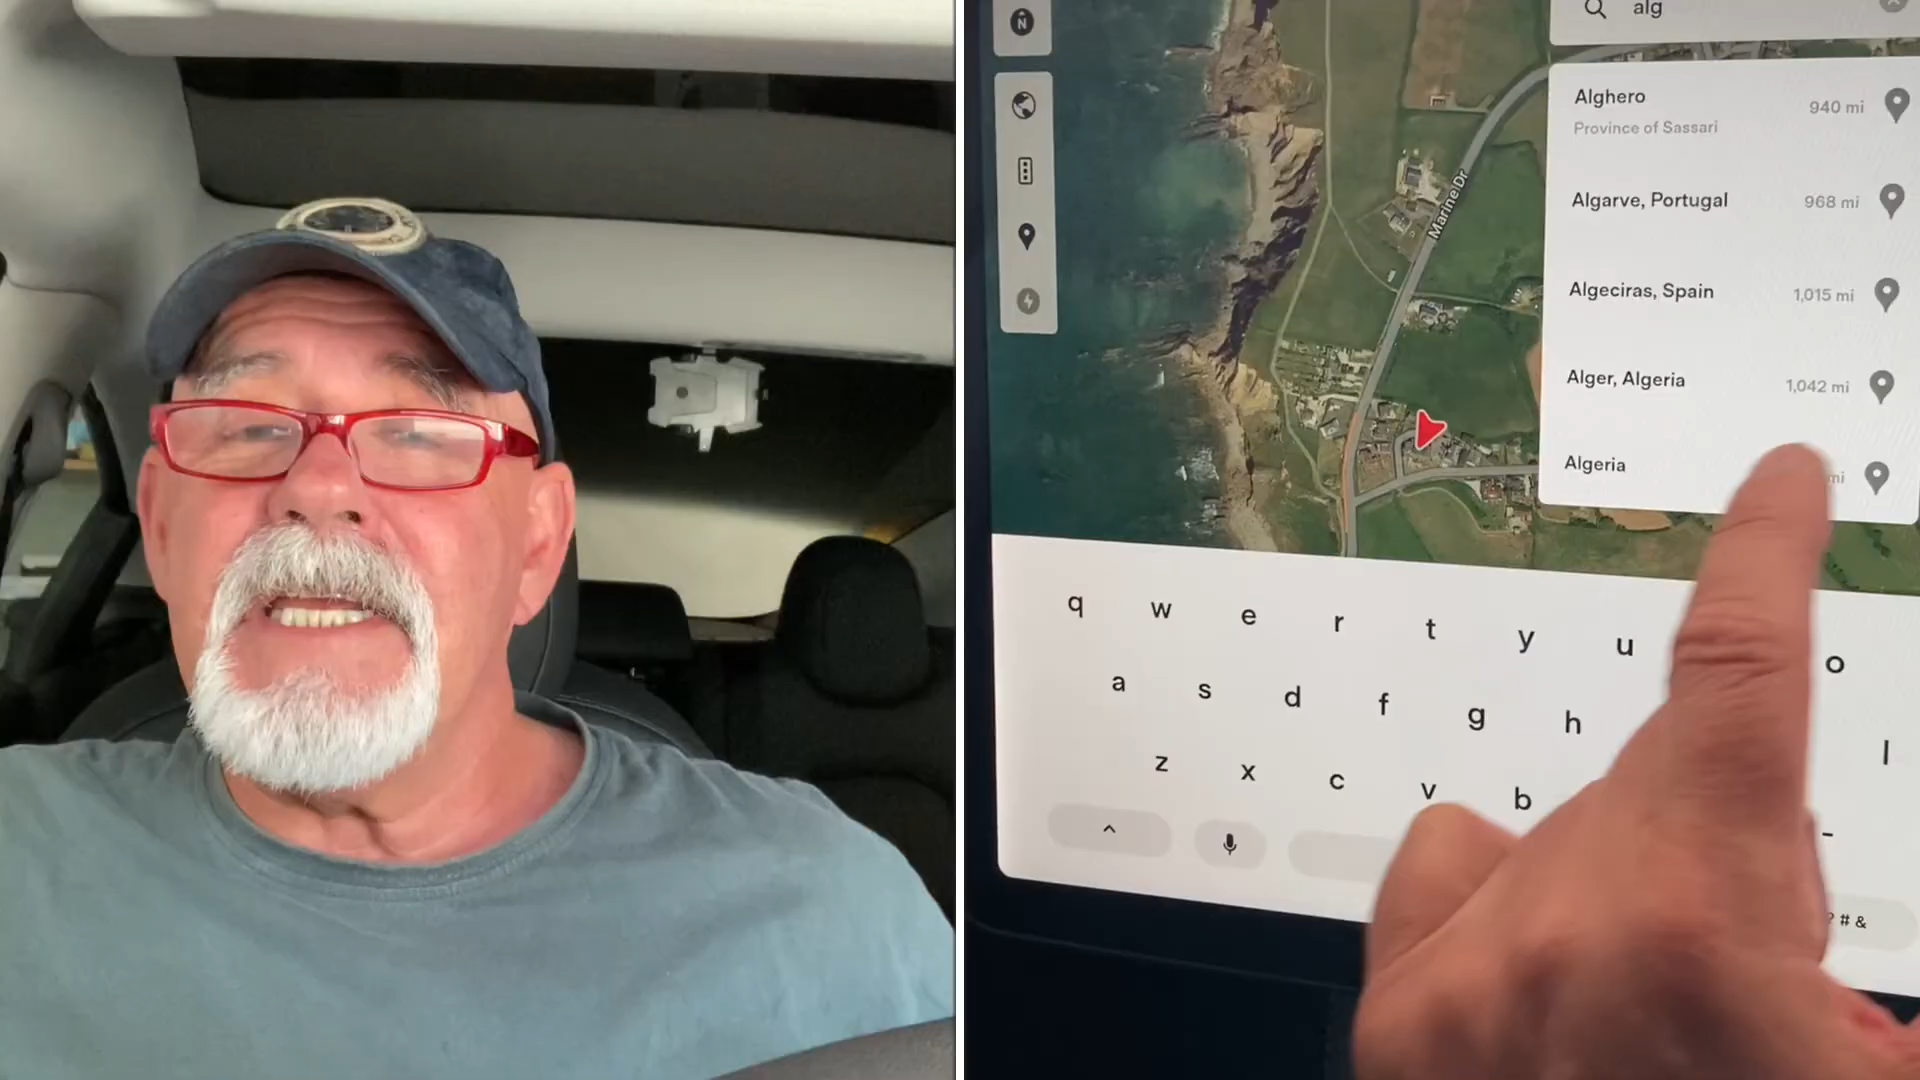 N
alg
Alghero
940 mi
Province of Sassari
Algarve, Portugal
968 mi
Algeciras, Spain
1,015 mi
Alger, Algeria
1,042 mi
Algeria
mi
Marine Dr
q w e r t y u o
a s d f g h l
z x c v b -
# &